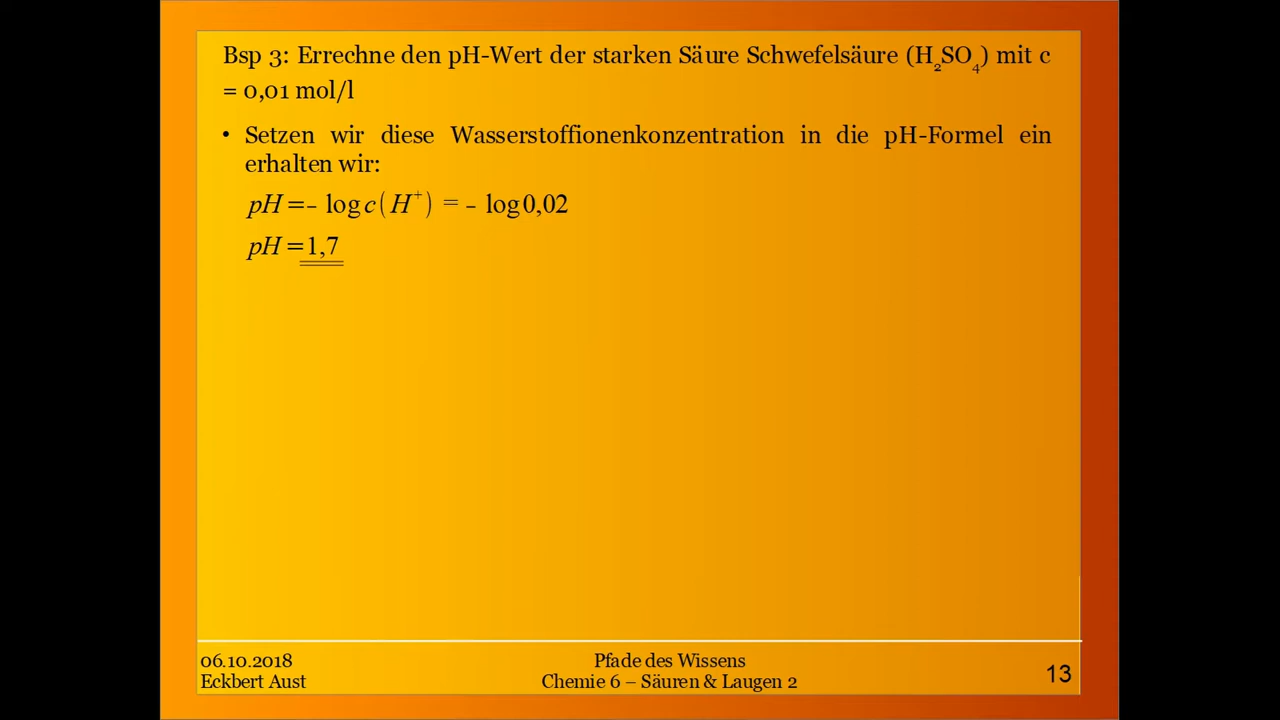 Bsp 3: Errechne den pH-Wert der starken Säure Schwefelsäure (H₂SO₄) mit c
= 0,01 mol/l
• Setzen wir diese Wasserstoffionenkonzentration in die pH-Formel ein
erhalten wir:
pH = – log c(H⁺) = – log 0,02
pH = 1,7
06.10.2018
Eckbert Aust
Pfade des Wissens
Chemie 6 – Säuren & Laugen 2
13